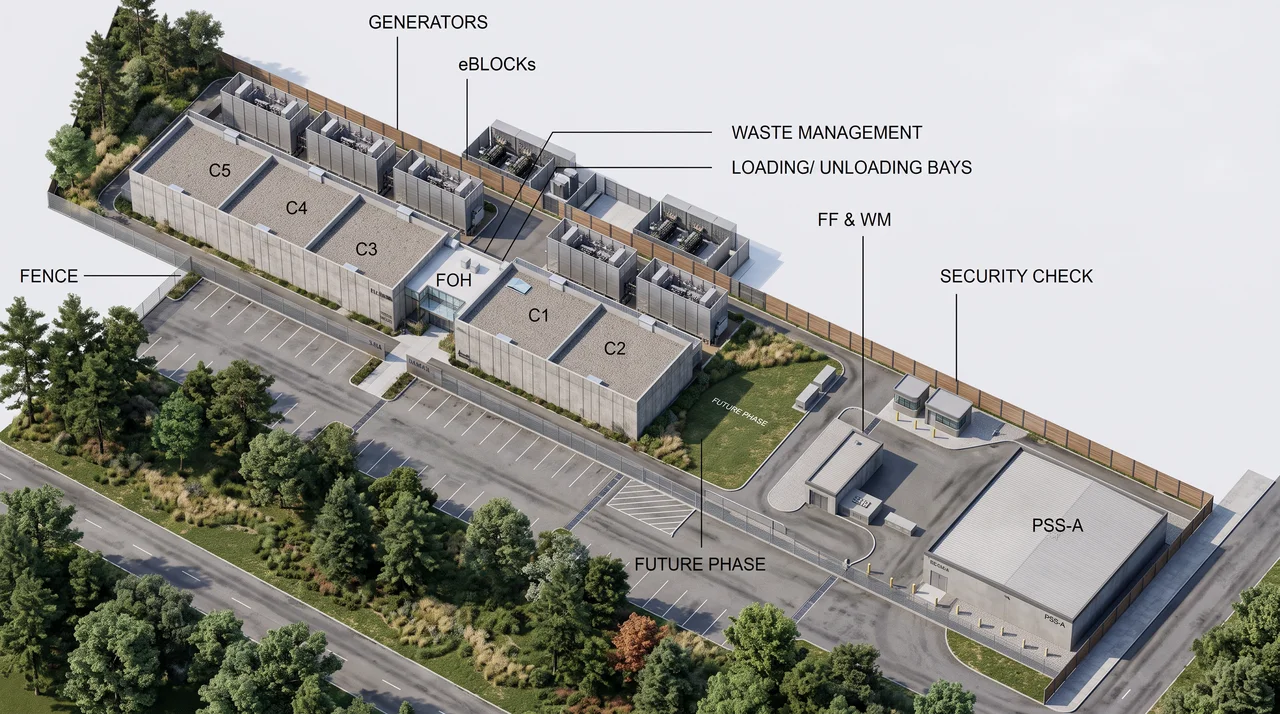 GENERATORS
eBLOCKs
WASTE MANAGEMENT
LOADING/ UNLOADING BAYS
FF & WM
SECURITY CHECK
FENCE
C5
C4
C3
FOH
C1
C2
FUTURE PHASE
PSS-A
PSS-A
FUTURE PHASE